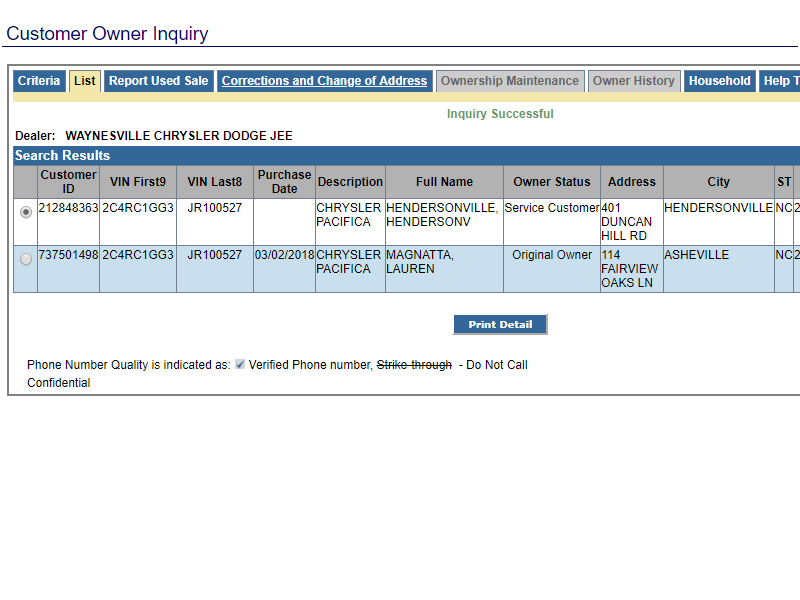 Customer Owner Inquiry
Criteria List Report Used Sale Corrections and Change of Address Ownership Maintenance Owner History Household Help T
Inquiry Successful
Dealer: WAYNESVILLE CHRYSLER DODGE JEE
Search Results
Customer ID VIN First9 VIN Last8 Purchase Date Description Full Name Owner Status Address City ST
212848363 2C4RC1GG3 JR100527 CHRYSLER PACIFICA HENDERSONVILLE, HENDERSONV Service Customer 401 DUNCAN HILL RD HENDERSONVILLE NC 2
737501498 2C4RC1GG3 JR100527 03/02/2018 CHRYSLER PACIFICA MAGNATTA, LAUREN Original Owner 114 FAIRVIEW OAKS LN ASHEVILLE NC 2
Print Detail
Phone Number Quality is indicated as: Verified Phone number, Strike-through - Do Not Call
Confidential